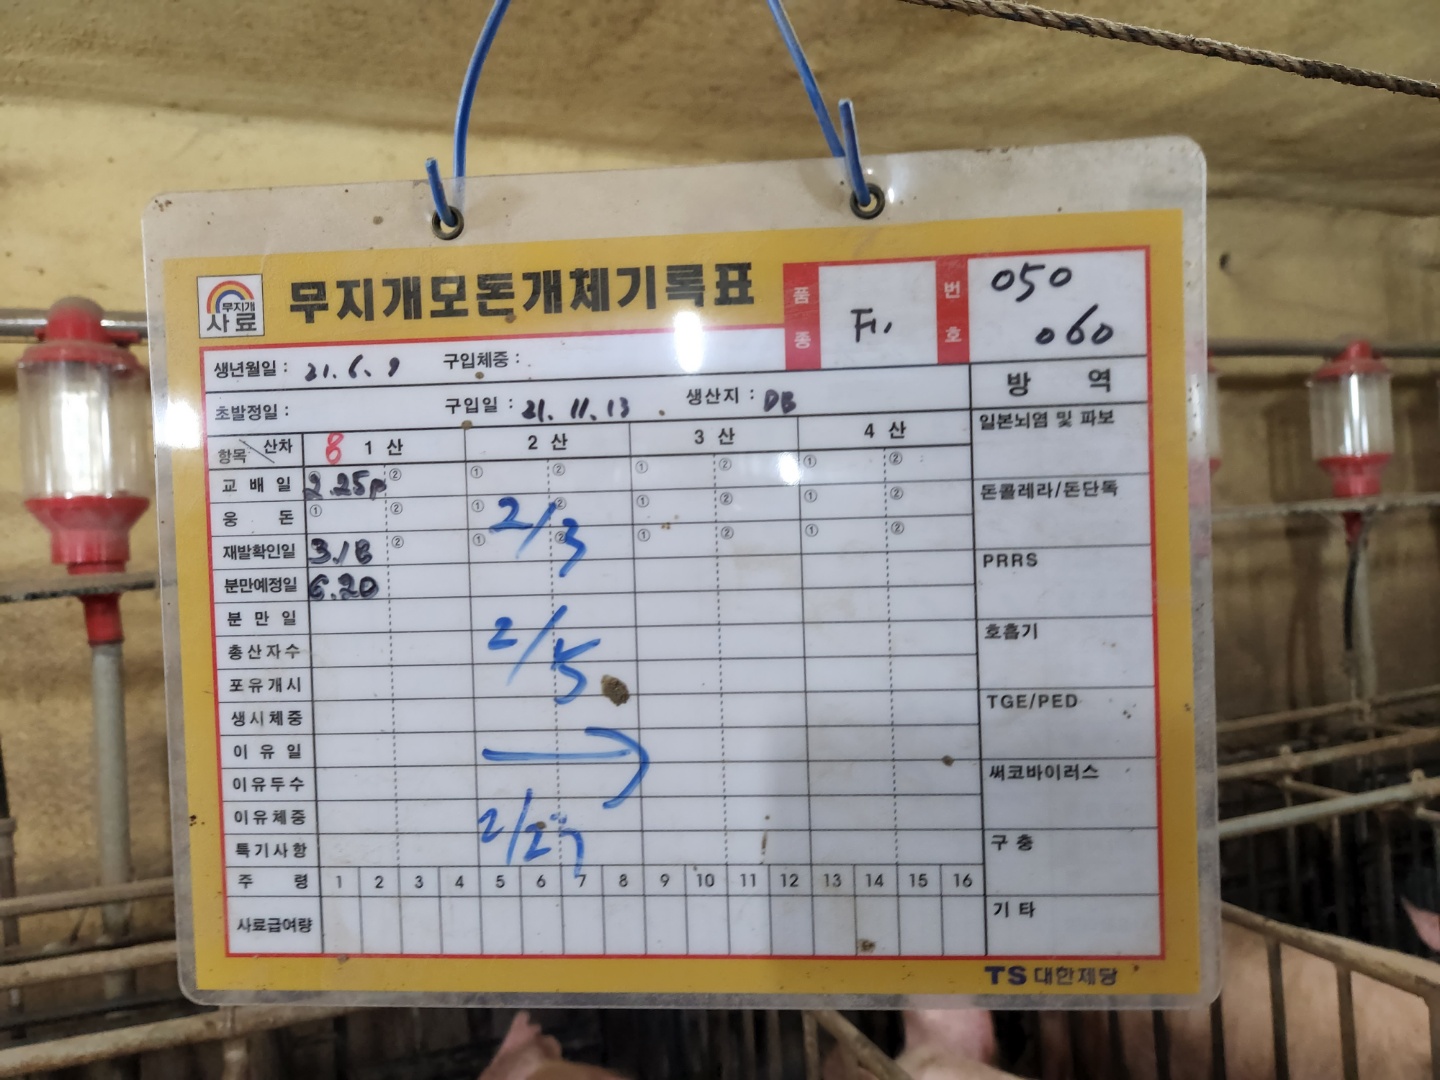 무지개
사료
무지개모돈개체기록표
품종
F1,
번호
050
060
생년월일 : 21. 6. 9
구입체중 :
초발정일 :
구입일 : 21. 11. 13
생산지 : DB
방 역
항목 산차
8 1 산
2 산
3 산
4 산
교배일 ① 2.25P ② ① ② ① ② ① ②
웅돈 ① ② ① ② ① ② ① ②
2/3
재발확인일 3.18 ② ① ② ① ② ① ②
분만예정일 6.20
분만일
총산자수
2/5
포유개시
생시체중
이유일
이유두수
이유체중
2/27
특기사항
주령 1 2 3 4 5 6 7 8 9 10 11 12 13 14 15 16
사료급여량
일본뇌염 및 파보
돈콜레라/돈단독
PRRS
호흡기
TGE/PED
써코바이러스
구충
기타
TS 대한제당